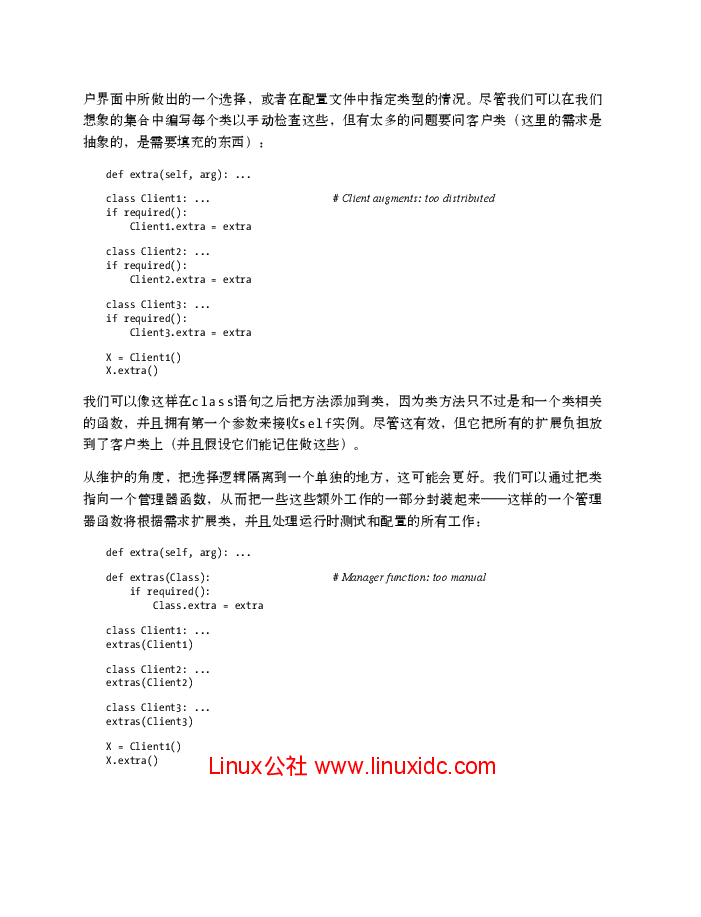 户界面中所做出的一个选择，或者在配置文件中指定类型的情况。尽管我们可以在我们
想象的集合中编写每个类以手动检查这些，但有太多的问题要问客户类（这里的需求是
抽象的，是需要填充的东西）：
def extra(self, arg): ...
class Client1: ... # Client augments: too distributed
if required():
    Client1.extra = extra
class Client2: ...
if required():
    Client2.extra = extra
class Client3: ...
if required():
    Client3.extra = extra
X = Client1()
X.extra()
我们可以像这样在class语句之后把方法添加到类，因为类方法只不过是和一个类相关
的函数，并且拥有第一个参数来接收self实例。尽管这有效，但它把所有的扩展负担放
到了客户类上（并且假设它们能记住做这些）。
从维护的角度，把选择逻辑隔离到一个单独的地方，这可能会更好。我们可以通过把类
指向一个管理器函数，从而把一些这些额外工作的一部分封装起来——这样的一个管理
器函数将根据需求扩展类，并且处理运行时测试和配置的所有工作：
def extra(self, arg): ...
def extras(Class): # Manager function: too manual
    if required():
        Class.extra = extra
class Client1: ...
extras(Client1)
class Client2: ...
extras(Client2)
class Client3: ...
extras(Client3)
X = Client1()
X.extra()
Linux公社 www.linuxidc.com